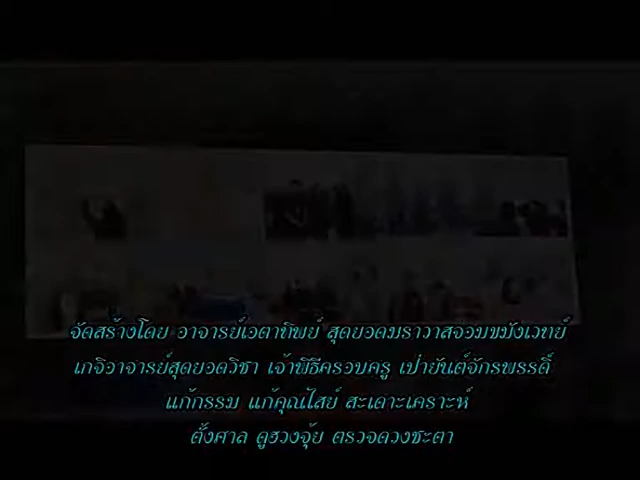 จัดสร้างโดย อาจารย์เวตาทิพย์ สุดยอดฆราวาสจอมขมังเวทย์
เกจิอาจารย์สุดยอดวิชา เจ้าพิธีครอบครู เป่ายันต์จักรพรรดิ์
แก้กรรม แก้คุณไสย์ สะเดาะเคราะห์
ตั้งศาล ดูฮวงจุ้ย ตรวจดวงชะตา